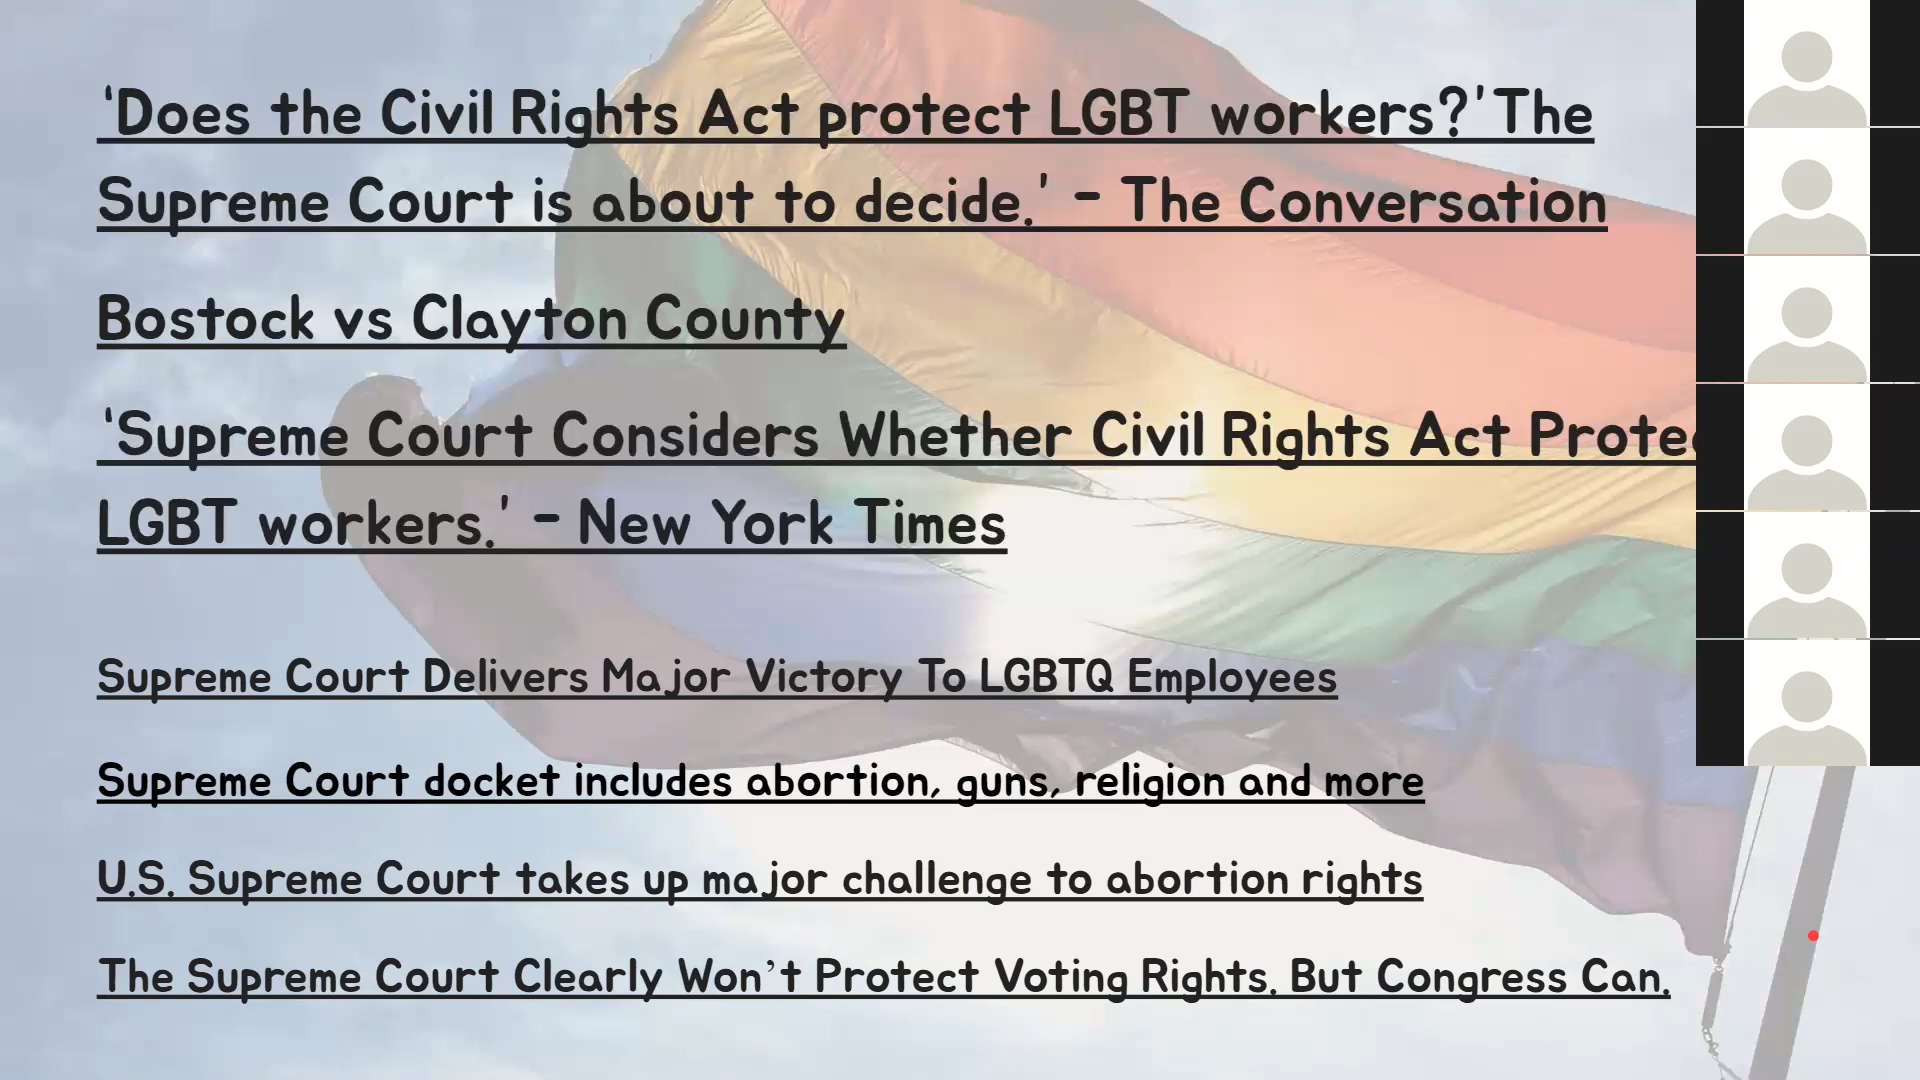 'Does the Civil Rights Act protect LGBT workers?' The
Supreme Court is about to decide.' - The Conversation
Bostock vs Clayton County
'Supreme Court Considers Whether Civil Rights Act
LGBT workers.' - New York Times
Supreme Court Delivers Major Victory To LGBTQ Employees
Supreme Court docket includes abortion, guns, religion and more
U.S. Supreme Court takes up major challenge to abortion rights
The Supreme Court Clearly Won't Protect Voting Rights. But Congress Can.